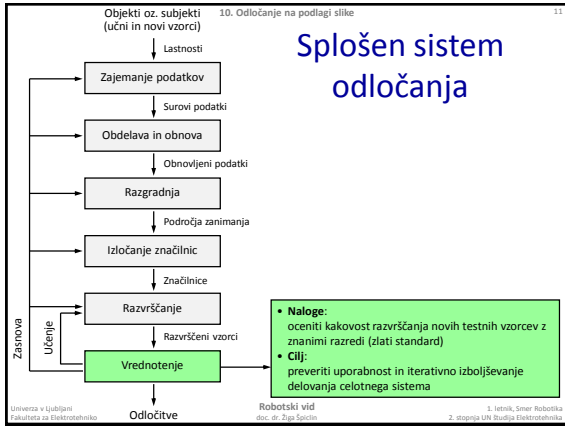 10. Odločanje na podlagi slike
11
Splošen sistem
odločanja
Objekti oz. subjekti
(učni in novi vzorci)
Lastnosti
Zajemanje podatkov
Surovi podatki
Obdelava in obnova
Obnovljeni podatki
Razgradnja
Področja zanimanja
Izločanje značilnic
Značilnice
Razvrščanje
Razvrščeni vzorci
Vrednotenje
Odločitve
Zasnova
Učenje
• Naloge:
oceniti kakovost razvrščanja novih testnih vzorcev z
znanimi razredi (zlati standard)
• Cilj:
preveriti uporabnost in iterativno izboljševanje
delovanja celotnega sistema
Univerza v Ljubljani
Fakulteta za Elektrotehniko
Robotski vid
doc. dr. Žiga Špiclin
1. letnik, Smer Robotika
2. stopnja UN študija Elektrotehnika